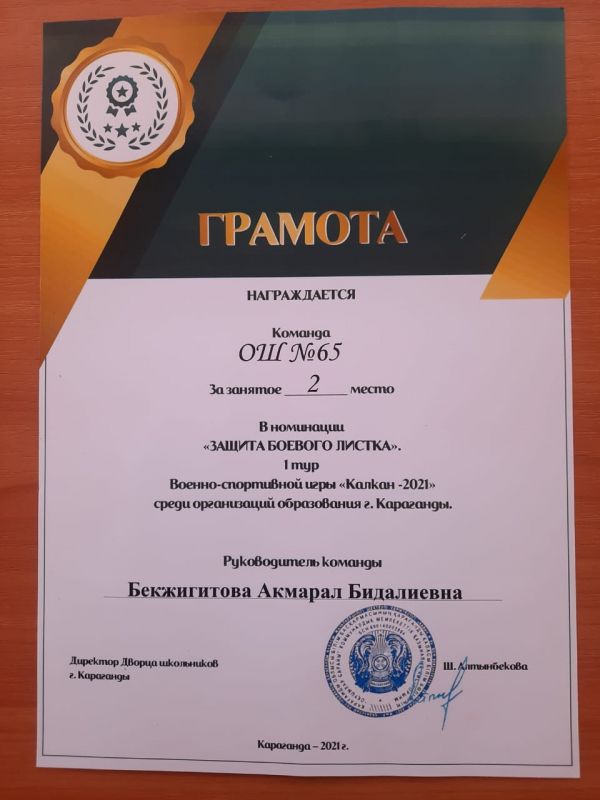 ГРАМОТА
НАГРАЖДАЕТСЯ
Команда
ОШ №65
За занятое 2 место
В номинации
«ЗАЩИТА БОЕВОГО ЛИСТКА».
1 тур
Военно-спортивной игры «Калкан -2021»
среди организаций образования г. Караганды.
Руководитель команды
Бекжигитова Акмарал Бидалиевна
Директор Дворца школьников
г. Караганды
Ш. Алтынбекова
Караганда – 2021 г.